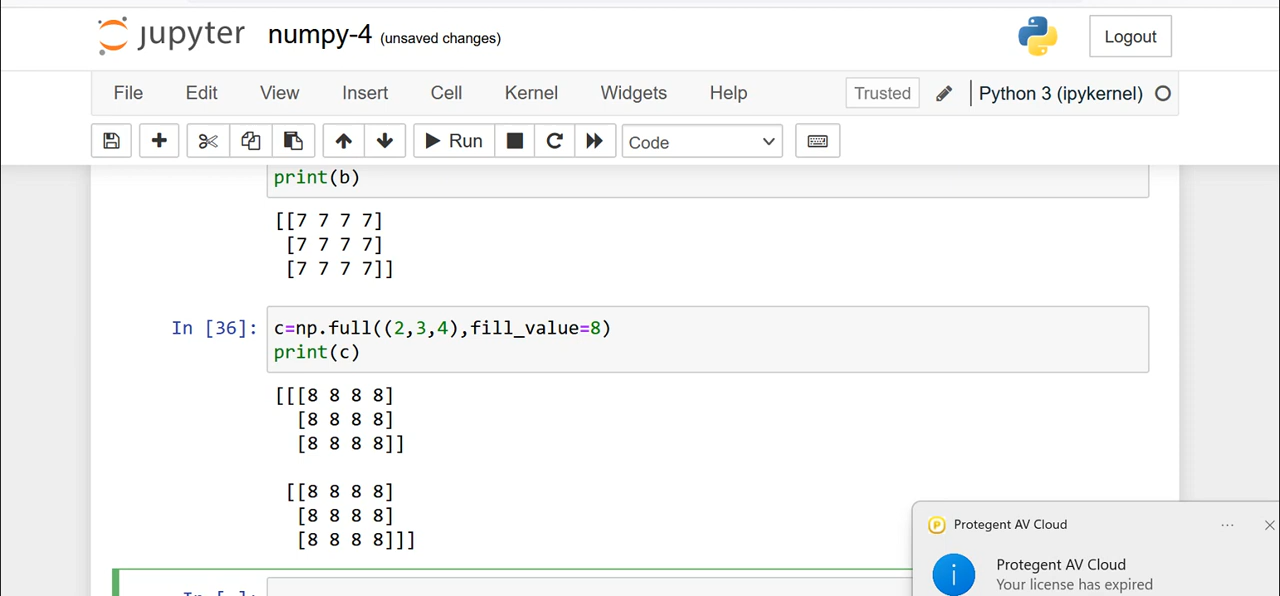 jupyter numpy-4 (unsaved changes) Logout
File Edit View Insert Cell Kernel Widgets Help Trusted Python 3 (ipykernel)
Run Code
print(b)
[[7 7 7 7]
 [7 7 7 7]
 [7 7 7 7]]
In [36]: c=np.full((2,3,4),fill_value=8)
print(c)
[[[8 8 8 8]
  [8 8 8 8]
  [8 8 8 8]]
 [[8 8 8 8]
  [8 8 8 8]
  [8 8 8 8]]]
Protegent AV Cloud
Protegent AV Cloud
Your license has expired
In [ ]: